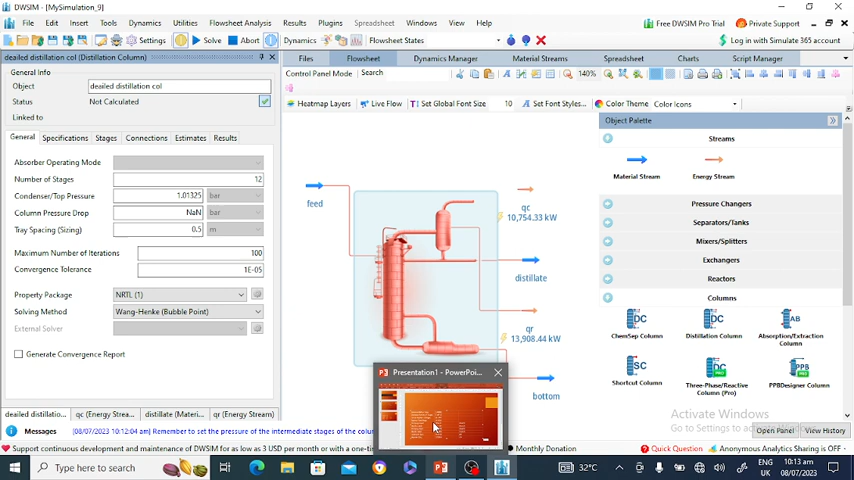 DWSIM - [MySimulation_9]
File Edit Insert Tools Dynamics Utilities Flowsheet Analysis Results Plugins Spreadsheet Windows View Help
Free DWSIM Pro Trial Private Support
Settings Solve Abort Dynamics Flowsheet States
Log in with Simulate 365 account
deailed distillation col (Distillation Column)
Files Flowsheet Dynamics Manager Material Streams Spreadsheet Charts Script Manager
General Info
Control Panel Mode Search
140%
Object deailed distillation col
Status Not Calculated
Linked to
Heatmap Layers Live Flow Set Global Font Size 10 Set Font Styles... Color Theme Color Icons
Object Palette
General Specifications Stages Connections Estimates Results
Streams
Absorber Operating Mode
Number of Stages 12
Condenser/Top Pressure 1.01325 bar
Column Pressure Drop NaN bar
Tray Spacing (Sizing) 0.5 m
Maximum Number of Iterations 100
Convergence Tolerance 1E-05
Property Package NRTL (1)
Solving Method Wang-Henke (Bubble Point)
External Solver
Generate Convergence Report
feed
qc
10,754.33 kW
distillate
qr
13,908.44 kW
bottom
Material Stream Energy Stream
Pressure Changers
Separators/Tanks
Mixers/Splitters
Exchangers
Reactors
Columns
DC DC AB
ChemSep Column Distillation Column Absorption/Extraction
Column
SC DC PRO PPB PRO
Shortcut Column Three-Phase/Reactive
Column (Pro) PPBDesigner Column
Presentation1 - PowerPoi...
Activate Windows
Go to Settings to
deailed distillatio... qc (Energy Strea... distillate (Materi... qr (Energy Stream)
Messages [08/07/2023 10:12:04 am] Remember to set the pressure of the intermediate stages of the
Open Panel View History
Support continuous development and maintenance of DWSIM for as low as 3 USD per month or with a one-tim
Monthly Donation
Quick Question Anonymous Analytics Sharing is OFF
Type here to search
32°C
ENG
UK
10:13 am
08/07/2023